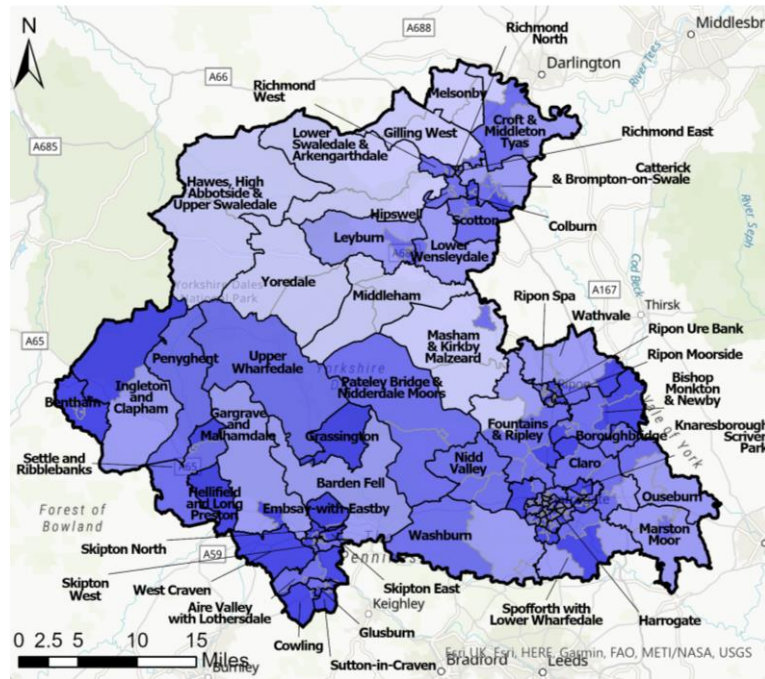 N
A688
Richmond
North
Middlesbr
Darlington
River Tees
A66
Richmond
West
Melsonby
Croft &
Middleton
Tyas
Lower
Swaledale &
Arkengarthdale
Gilling West
Richmond East
A685
Catterick
& Brompton-on-Swale
Hawes, High
Abbotside &
Upper Swaledale
Hipswell
Scotton
Colburn
River Seph
Leyburn
Lower
Wensleydale
Cod Beck
Yorkshire Dales
National Park
Yoredale
Middleham
Ripon Spa
A167
Thirsk
Wathvale
A65
Masham
& Kirkby
Malzeard
Ripon Ure Bank
Ripon Moorside
Penyghent
Upper
Wharfedale
Pateley Bridge &
Nidderdale Moors
Bishop
Monkton
& Newby
Bentham
Ingleton
and
Clapham
Gargrave
and
Malhamdale
Grassington
Fountains
& Ripley
Boroughbridge
Vale of York
Knaresborough
Scriven
Park
Settle and
Ribblebanks
A65
Nidd
Valley
Claro
Barden Fell
Ouseburn
Forest of
Bowland
Hellifield
and Long
Preston
Embsay-with-Eastby
Washburn
Marston
Moor
Skipton North
A59
Pennines
Skipton
West
West Craven
Skipton East
Aire Valley
with Lothersdale
Keighley
Spofforth with
Lower Wharfedale
Harrogate
Cowling
Glusburn
0 2.5 5 10 15
Miles
Burnley
Sutton-in-Craven
Bradford
Leeds
Esri UK, Esri, HERE, Garmin, FAO, METI/NASA, USGS